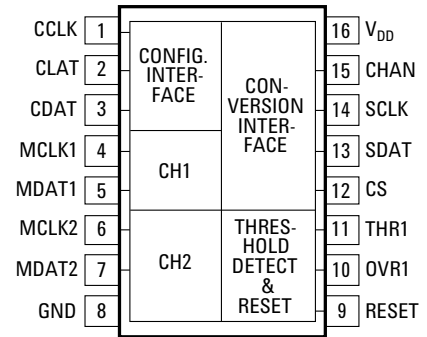 CCLK 1
CLAT 2
CDAT 3
MCLK1 4
MDAT1 5
MCLK2 6
MDAT2 7
GND 8
CONFIG.
INTER-
FACE
CH1
CH2
CON-
VERSION
INTER-
FACE
THRES-
HOLD
DETECT
&
RESET
16 VDD
15 CHAN
14 SCLK
13 SDAT
12 CS
11 THR1
10 OVR1
9 RESET